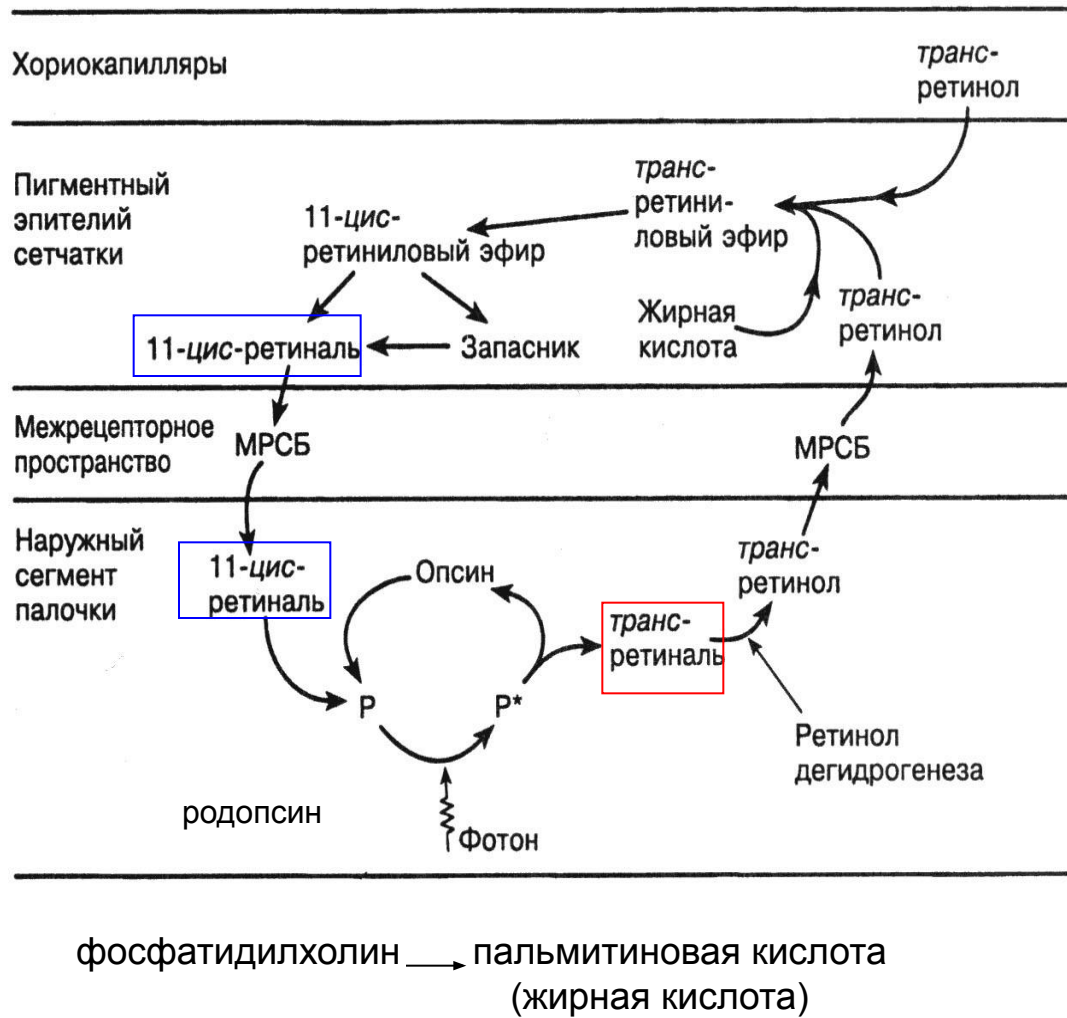 Хориокапилляры
транс-
ретинол
Пигментный
эпителий
сетчатки
11-цис-
ретиниловый эфир
транс-
ретини-
ловый эфир
Жирная
кислота
транс-
ретинол
11-цис-ретиналь
Запасник
Межрецепторное
пространство
МРСБ
МРСБ
Наружный
сегмент
палочки
11-цис-
ретиналь
Опсин
транс-
ретиналь
транс-
ретинол
Р
Р*
Ретинол
дегидрогенеза
родопсин
Фотон
фосфатидилхолин → пальмитиновая кислота
(жирная кислота)